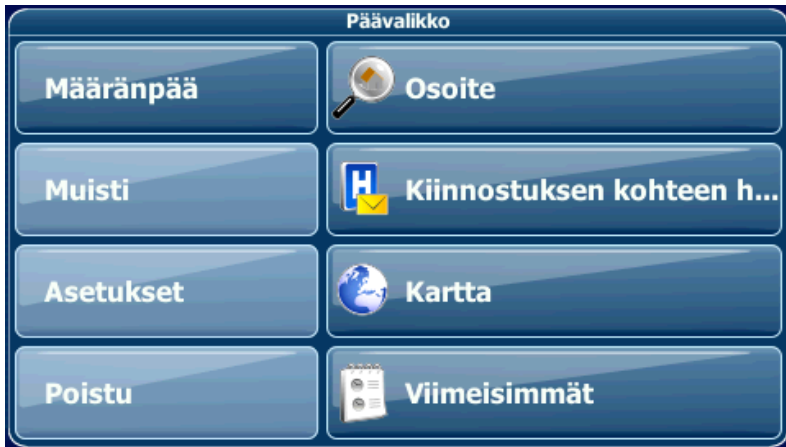 Päävalikko
Määränpää
Osoite
Muisti
Kiinnostuksen kohteen h...
Asetukset
Kartta
Poistu
Viimeisimmät